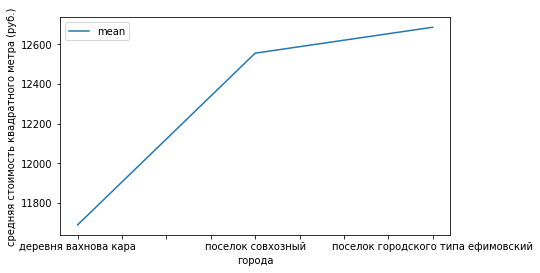 mean
средняя стоимость квадратного метра (руб.)
12600
12400
12200
12000
11800
деревня вахнова кара
поселок совхозный
поселок городского типа ефимовский
города